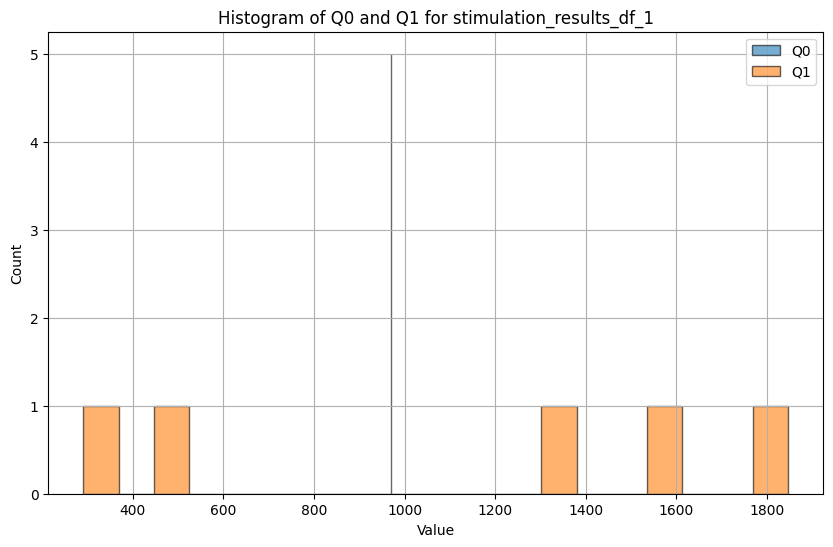 Histogram of Q0 and Q1 for stimulation_results_df_1
Q0
Q1
5
4
3
2
1
0
Count
400 600 800 1000 1200 1400 1600 1800
Value